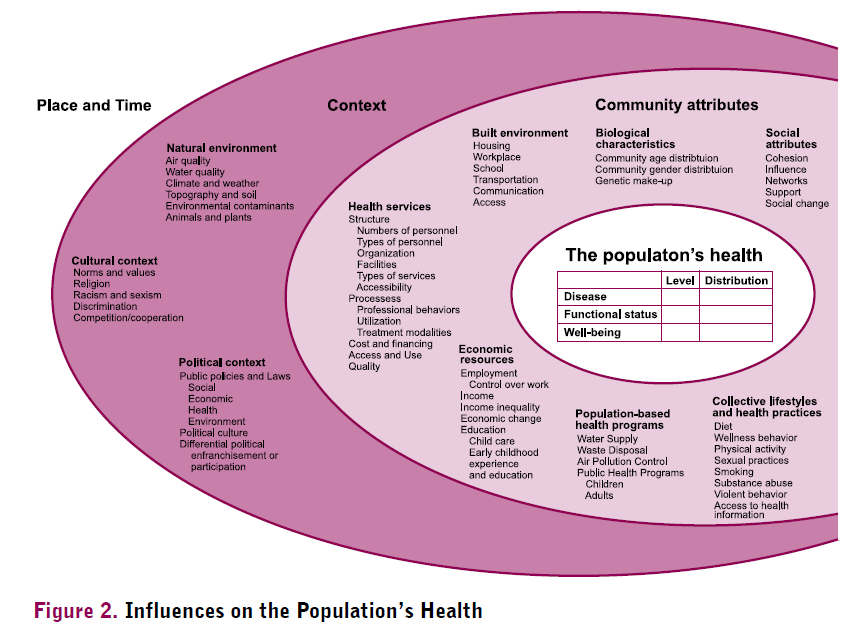 Place and Time
Context
Community attributes
Natural environment
Air quality
Water quality
Climate and weather
Topography and soil
Environmental contaminants
Animals and plants
Cultural context
Norms and values
Religion
Racism and sexism
Discrimination
Competition/cooperation
Political context
Public policies and Laws
Social
Economic
Health
Environment
Political culture
Differential political
enfranchisement or
participation
Health services
Structure
Numbers of personnel
Types of personnel
Organization
Facilities
Types of services
Accessibility
Processess
Professional behaviors
Utilization
Treatment modalities
Cost and financing
Access and Use
Quality
Built environment
Housing
Workplace
School
Transportation
Communication
Access
Biological
characteristics
Community age distribtuion
Community gender distribtuion
Genetic make-up
Social
attributes
Cohesion
Influence
Networks
Support
Social change
The populaton's health
Level Distribution
Disease
Functional status
Well-being
Economic
resources
Employment
Control over work
Income
Income inequality
Economic change
Education
Child care
Early childhood
experience
and education
Population-based
health programs
Water Supply
Waste Disposal
Air Pollution Control
Public Health Programs
Children
Adults
Collective lifestyles
and health practices
Diet
Wellness behavior
Physical activity
Sexual practices
Smoking
Substance abuse
Violent behavior
Access to health
information
Figure 2. Influences on the Population's Health